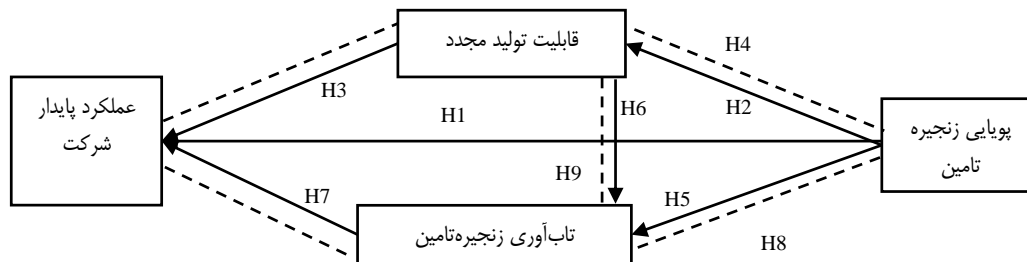 قابلیت تولید مجدد
H4
H3
H6
H2
عملکرد پایدار
شرکت
H1
پویایی زنجیره
تامین
H9
H7
H5
تاب‌آوری زنجیره‌تامین
H8